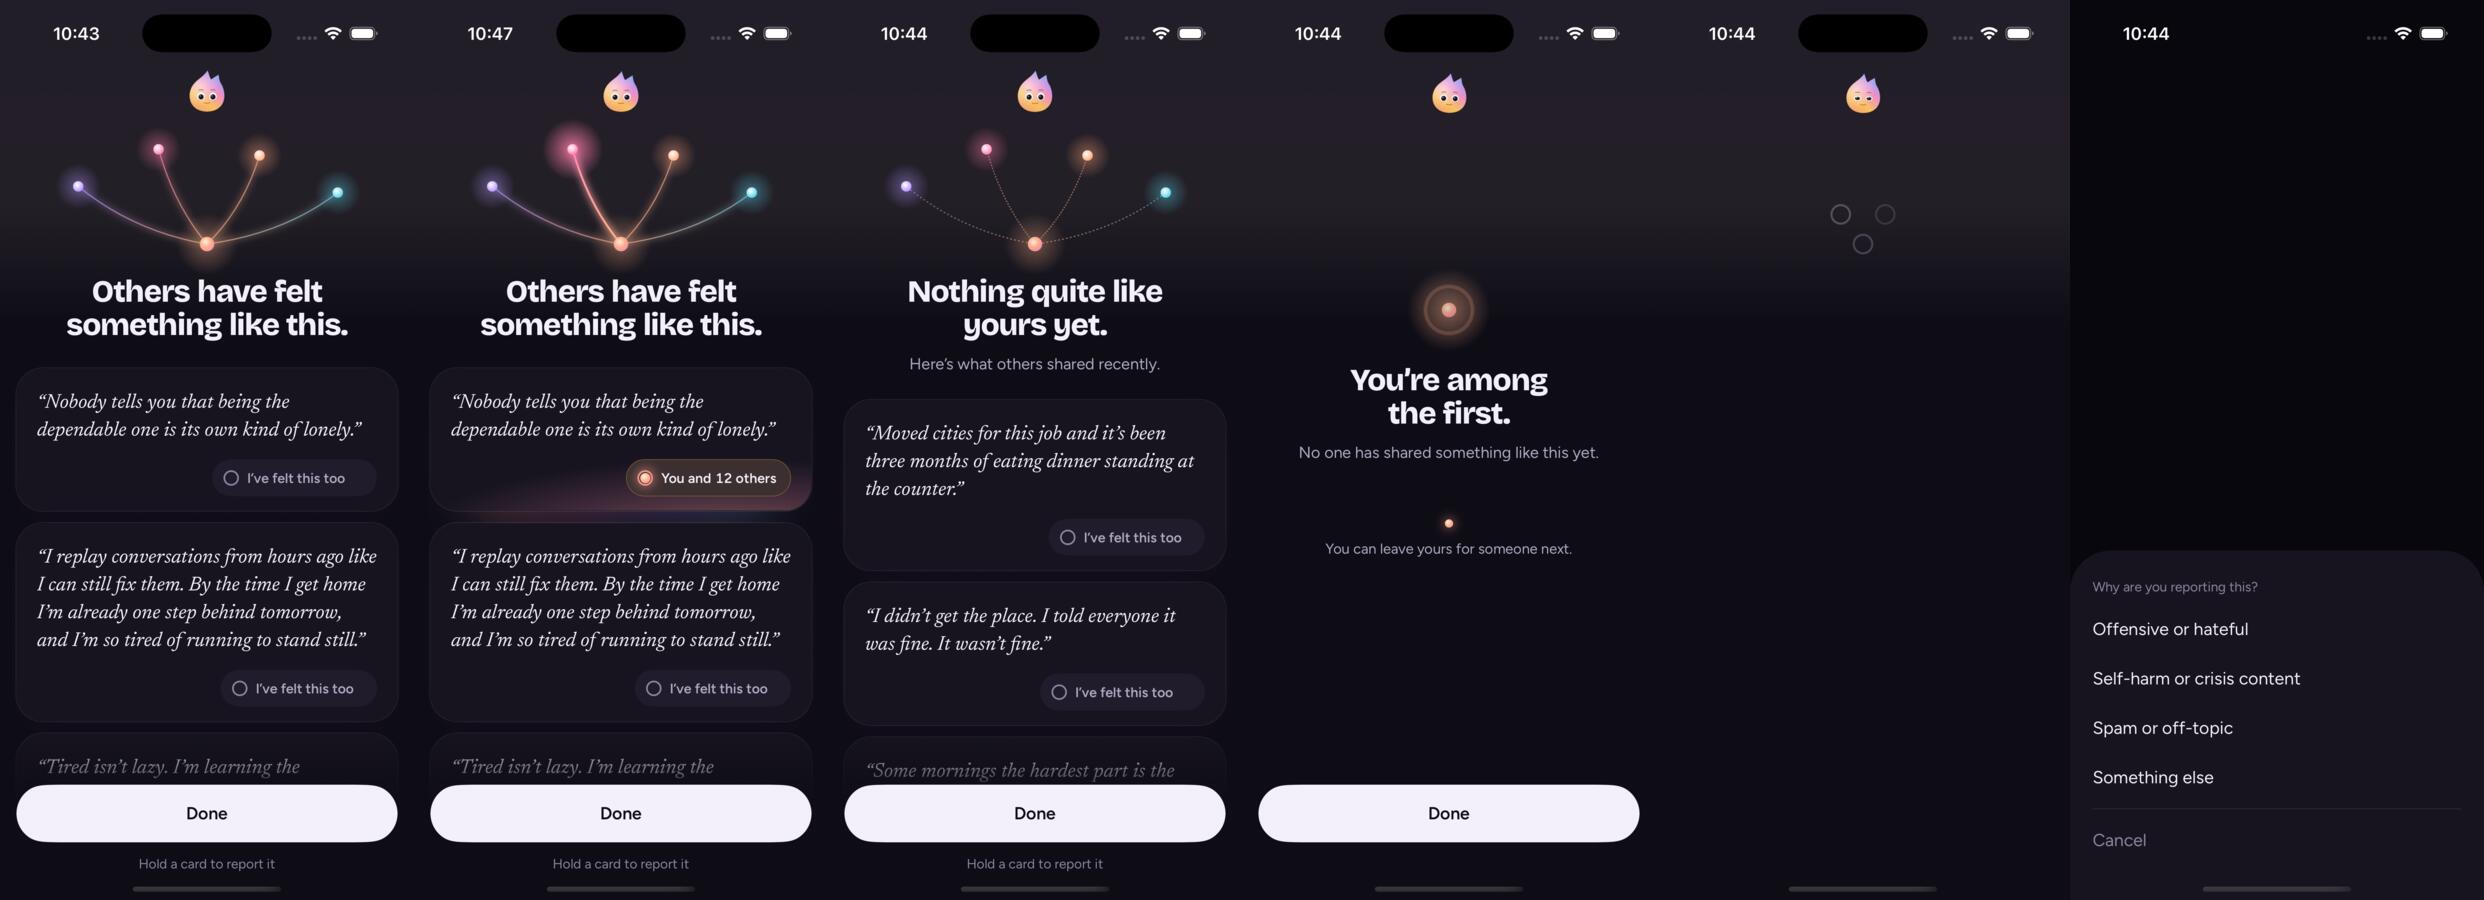 10:43
Others have felt
something like this.
“Nobody tells you that being the
dependable one is its own kind of lonely.”
I’ve felt this too
“I replay conversations from hours ago like
I can still fix them. By the time I get home
I’m already one step behind tomorrow,
and I’m so tired of running to stand still.”
I’ve felt this too
“Tired isn’t lazy. I’m learning the
Done
Hold a card to report it
10:47
Others have felt
something like this.
“Nobody tells you that being the
dependable one is its own kind of lonely.”
You and 12 others
“I replay conversations from hours ago like
I can still fix them. By the time I get home
I’m already one step behind tomorrow,
and I’m so tired of running to stand still.”
I’ve felt this too
“Tired isn’t lazy. I’m learning the
Done
Hold a card to report it
10:44
Nothing quite like
yours yet.
Here’s what others shared recently.
“Moved cities for this job and it’s been
three months of eating dinner standing at
the counter.”
I’ve felt this too
“I didn’t get the place. I told everyone it
was fine. It wasn’t fine.”
I’ve felt this too
“Some mornings the hardest part is the
Done
Hold a card to report it
10:44
You’re among
the first.
No one has shared something like this yet.
You can leave yours for someone next.
Done
10:44
10:44
Why are you reporting this?
Offensive or hateful
Self-harm or crisis content
Spam or off-topic
Something else
Cancel